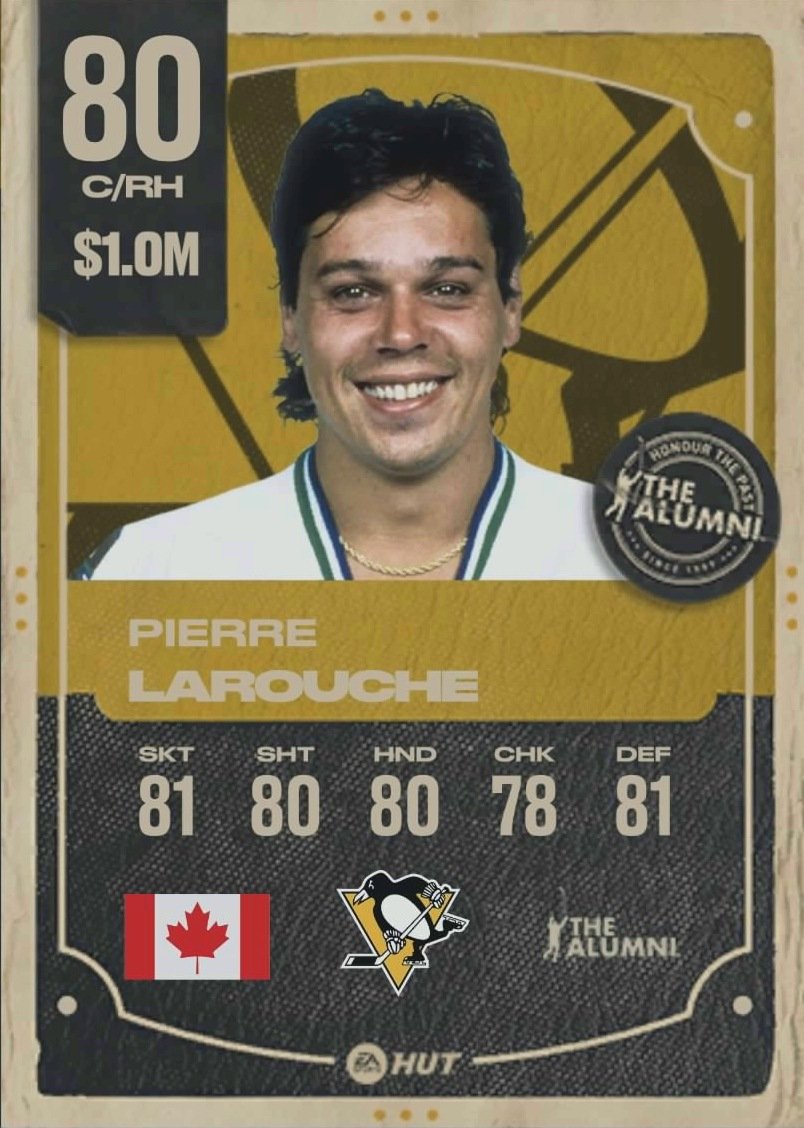 80
C/RH
$1.0M
HONOUR THE PAST
THE
ALUMNI
PIERRE
LAROUCHE
SKT SHT HND CHK DEF
81 80 80 78 81
THE
ALUMNI
EA
HUT